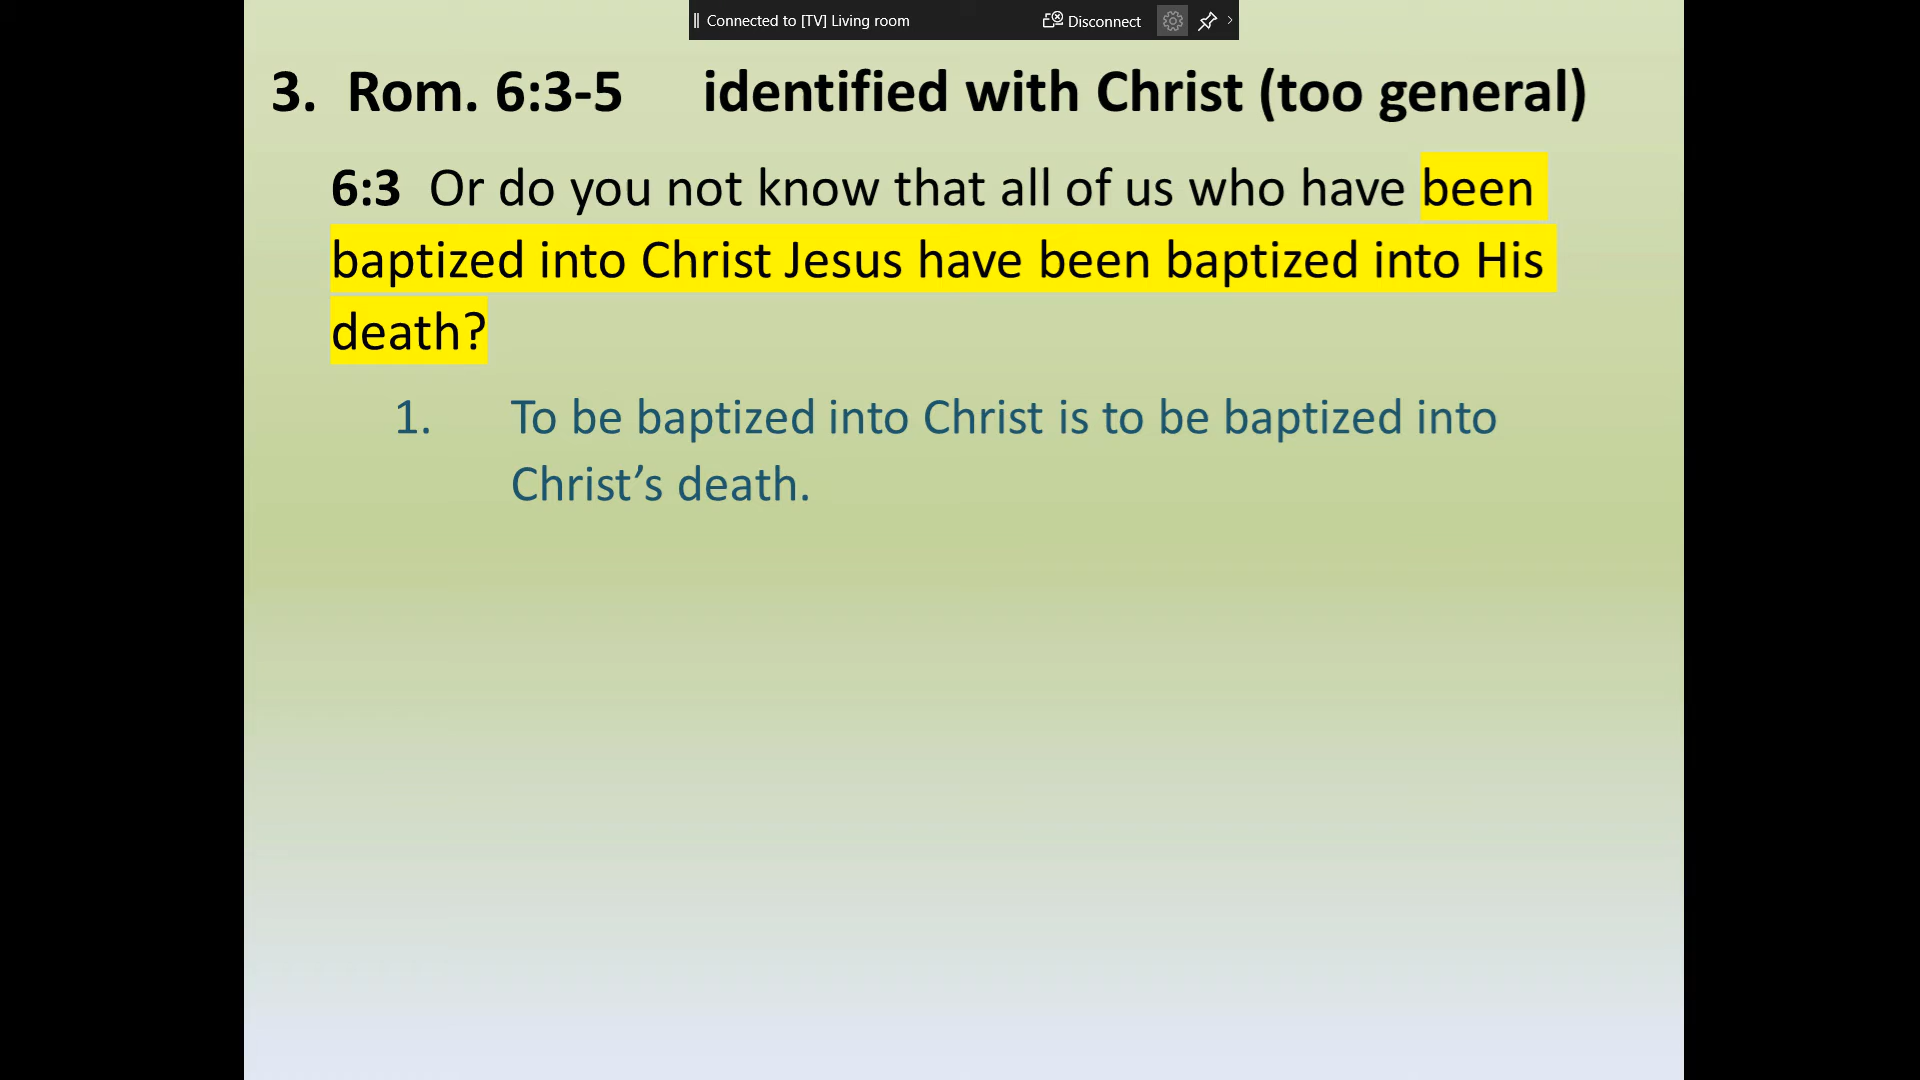 Connected to [TV] Living room Disconnect
3. Rom. 6:3-5 identified with Christ (too general)
6:3 Or do you not know that all of us who have been
baptized into Christ Jesus have been baptized into His
death?
1. To be baptized into Christ is to be baptized into
Christ’s death.